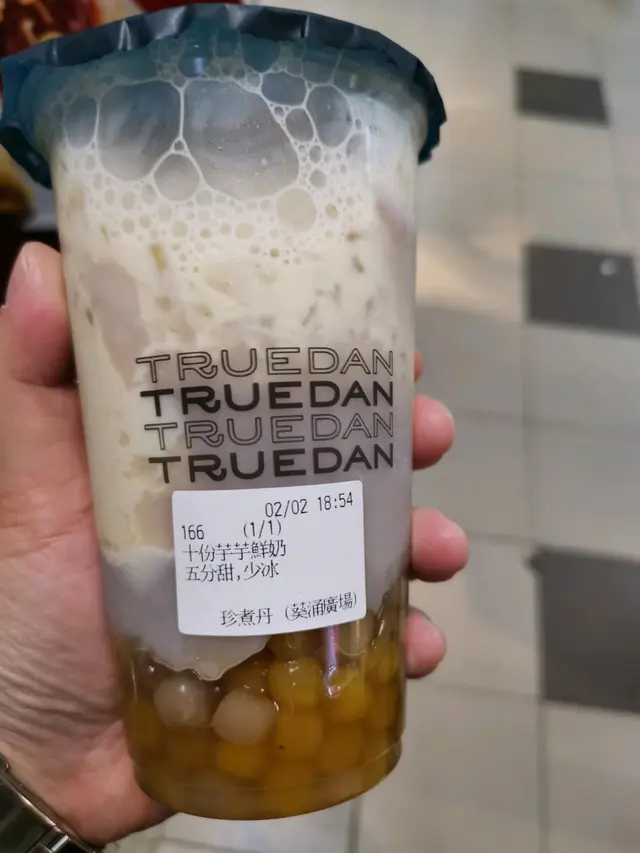 TRUEDAN
TRUEDAN
TRUEDAN
TRUEDAN
02/02 18:54
166 (1/1)
十份芋芋鮮奶
五分甜,少冰
珍煮丹 (葵涌廣場)